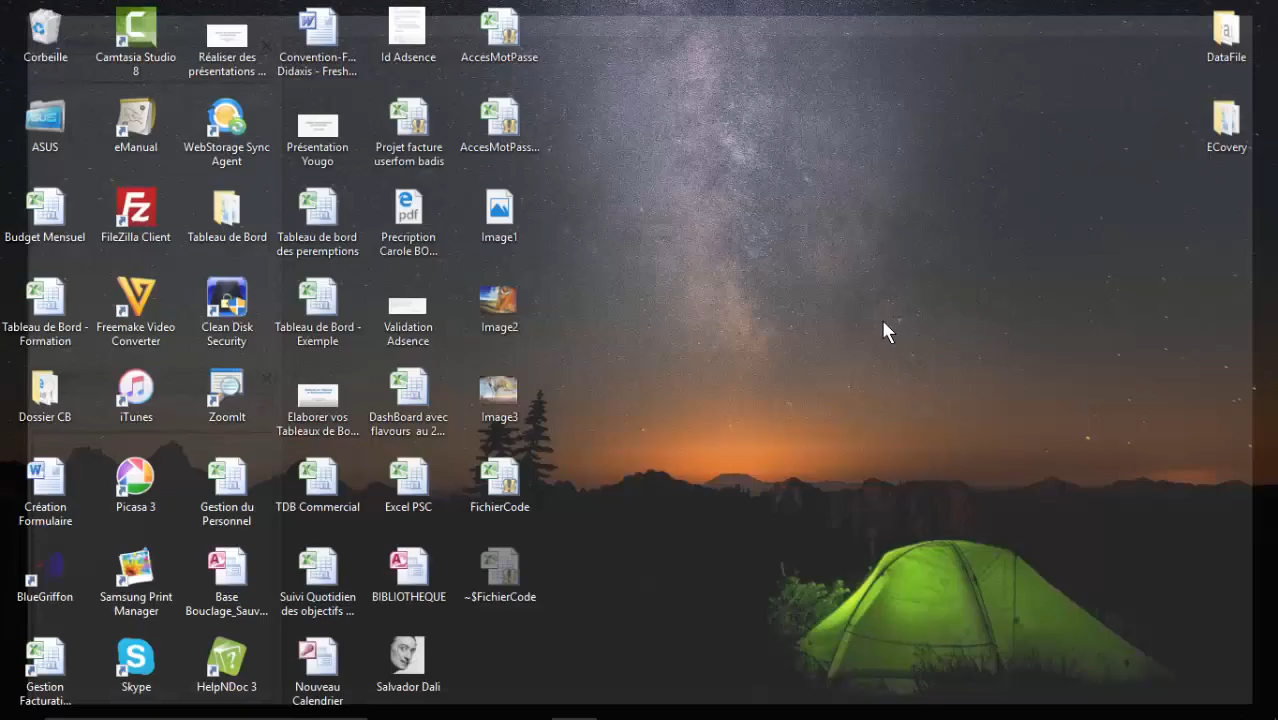 Corbeille
Camtasia Studio
8
Réaliser des
présentations ...
Convention-F...
Didaxis - Fresh...
Id Adsence
AccesMotPasse
DataFile
ASUS
eManual
WebStorage Sync
Agent
Présentation
Yougo
Projet facture
userfom badis
AccesMotPass...
ECovery
Budget Mensuel
FileZilla Client
Tableau de Bord
Tableau de bord
des peremptions
pdf
Precription
Carole BO...
Image1
Tableau de Bord -
Formation
Freemake Video
Converter
Clean Disk
Security
Tableau de Bord -
Exemple
Validation
Adsence
Image2
Dossier CB
iTunes
ZoomIt
Elaborer vos
Tableaux de Bo...
DashBoard avec
flavours au 2...
Image3
Création
Formulaire
Picasa 3
Gestion du
Personnel
TDB Commercial
Excel PSC
FichierCode
BlueGriffon
Samsung Print
Manager
Base
Bouclage_Sauv...
Suivi Quotidien
des objectifs ...
BIBLIOTHEQUE
~$FichierCode
Gestion
Facturati...
Skype
HelpNDoc 3
Nouveau
Calendrier
Salvador Dali